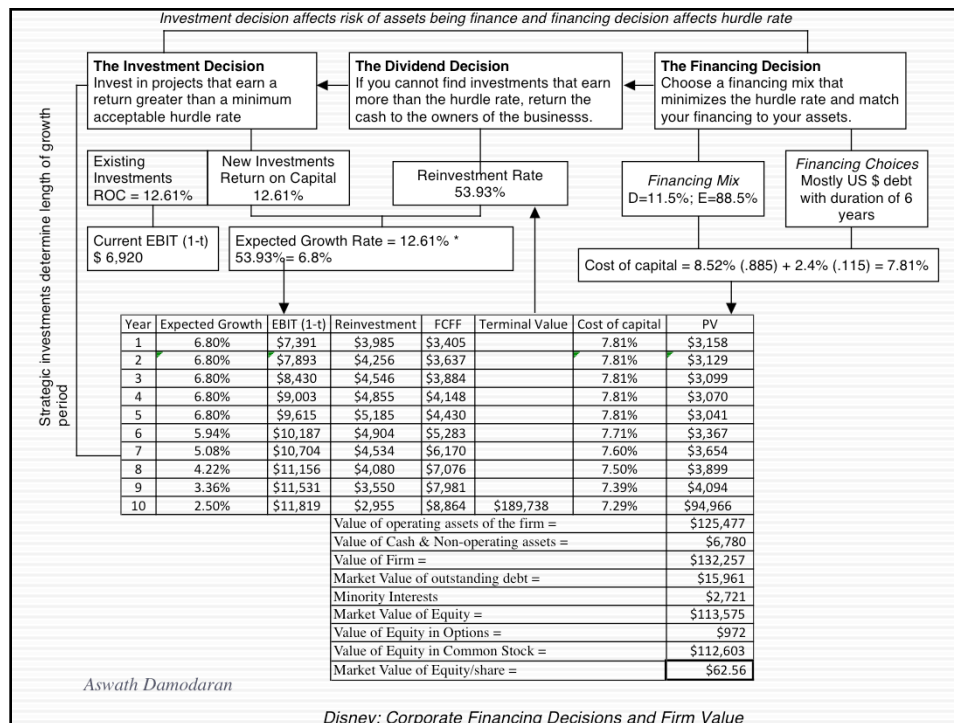 Investment decision affects risk of assets being finance and financing decision affects hurdle rate
The Investment Decision
Invest in projects that earn a
return greater than a minimum
acceptable hurdle rate
The Dividend Decision
If you cannot find investments that earn
more than the hurdle rate, return the
cash to the owners of the businesss.
The Financing Decision
Choose a financing mix that
minimizes the hurdle rate and match
your financing to your assets.
Strategic investments determine length of growth
period
Existing
Investments
ROC = 12.61%
New Investments
Return on Capital
12.61%
Reinvestment Rate
53.93%
Financing Mix
D=11.5%; E=88.5%
Financing Choices
Mostly US $ debt
with duration of 6
years
Current EBIT (1-t)
$ 6,920
Expected Growth Rate = 12.61% *
53.93%= 6.8%
Cost of capital = 8.52% (.885) + 2.4% (.115) = 7.81%
Year Expected Growth EBIT (1-t) Reinvestment FCFF Terminal Value Cost of capital PV
1 6.80% $7,391 $3,985 $3,405 7.81% $3,158
2 6.80% $7,893 $4,256 $3,637 7.81% $3,129
3 6.80% $8,430 $4,546 $3,884 7.81% $3,099
4 6.80% $9,003 $4,855 $4,148 7.81% $3,070
5 6.80% $9,615 $5,185 $4,430 7.81% $3,041
6 5.94% $10,187 $4,904 $5,283 7.71% $3,367
7 5.08% $10,704 $4,534 $6,170 7.60% $3,654
8 4.22% $11,156 $4,080 $7,076 7.50% $3,899
9 3.36% $11,531 $3,550 $7,981 7.39% $4,094
10 2.50% $11,819 $2,955 $8,864 $189,738 7.29% $94,966
Value of operating assets of the firm = $125,477
Value of Cash & Non-operating assets = $6,780
Value of Firm = $132,257
Market Value of outstanding debt = $15,961
Minority Interests $2,721
Market Value of Equity = $113,575
Value of Equity in Options = $972
Value of Equity in Common Stock = $112,603
Market Value of Equity/share = $62.56
Aswath Damodaran
Disney: Corporate Financing Decisions and Firm Value